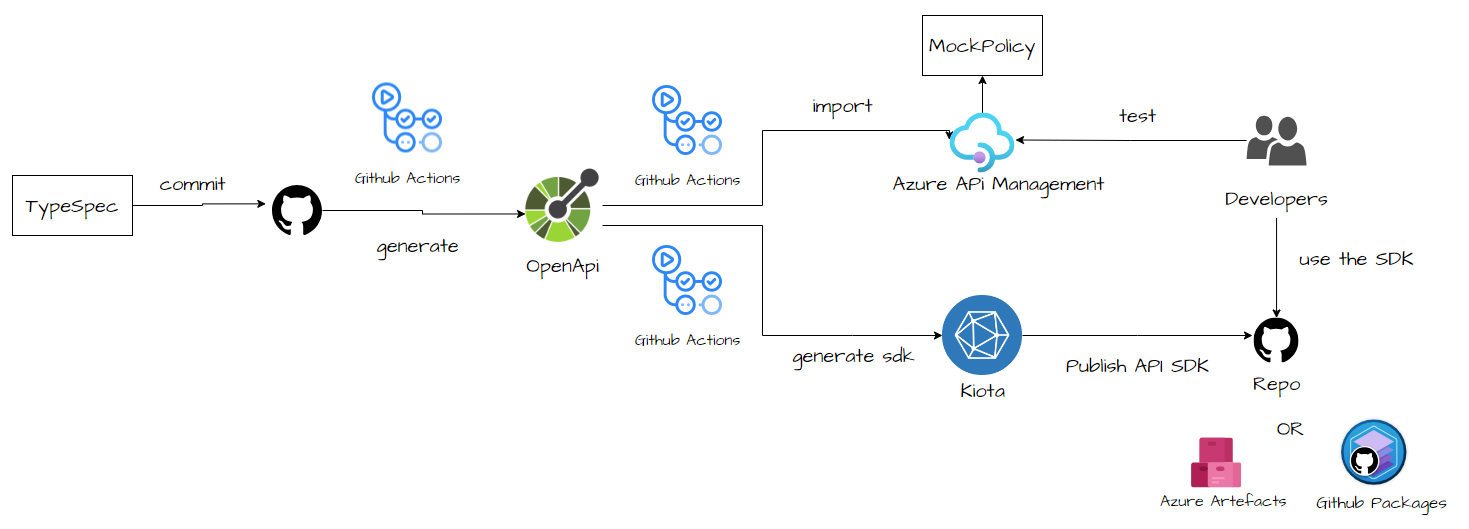 MockPolicy
import
test
Github Actions
Github Actions
commit
TypeSpec
Azure APi Management
Developers
generate
OpenApi
use the SDK
Github Actions
generate sdk
Publish API SDK
Kiota
Repo
OR
Azure Artefacts
Github Packages